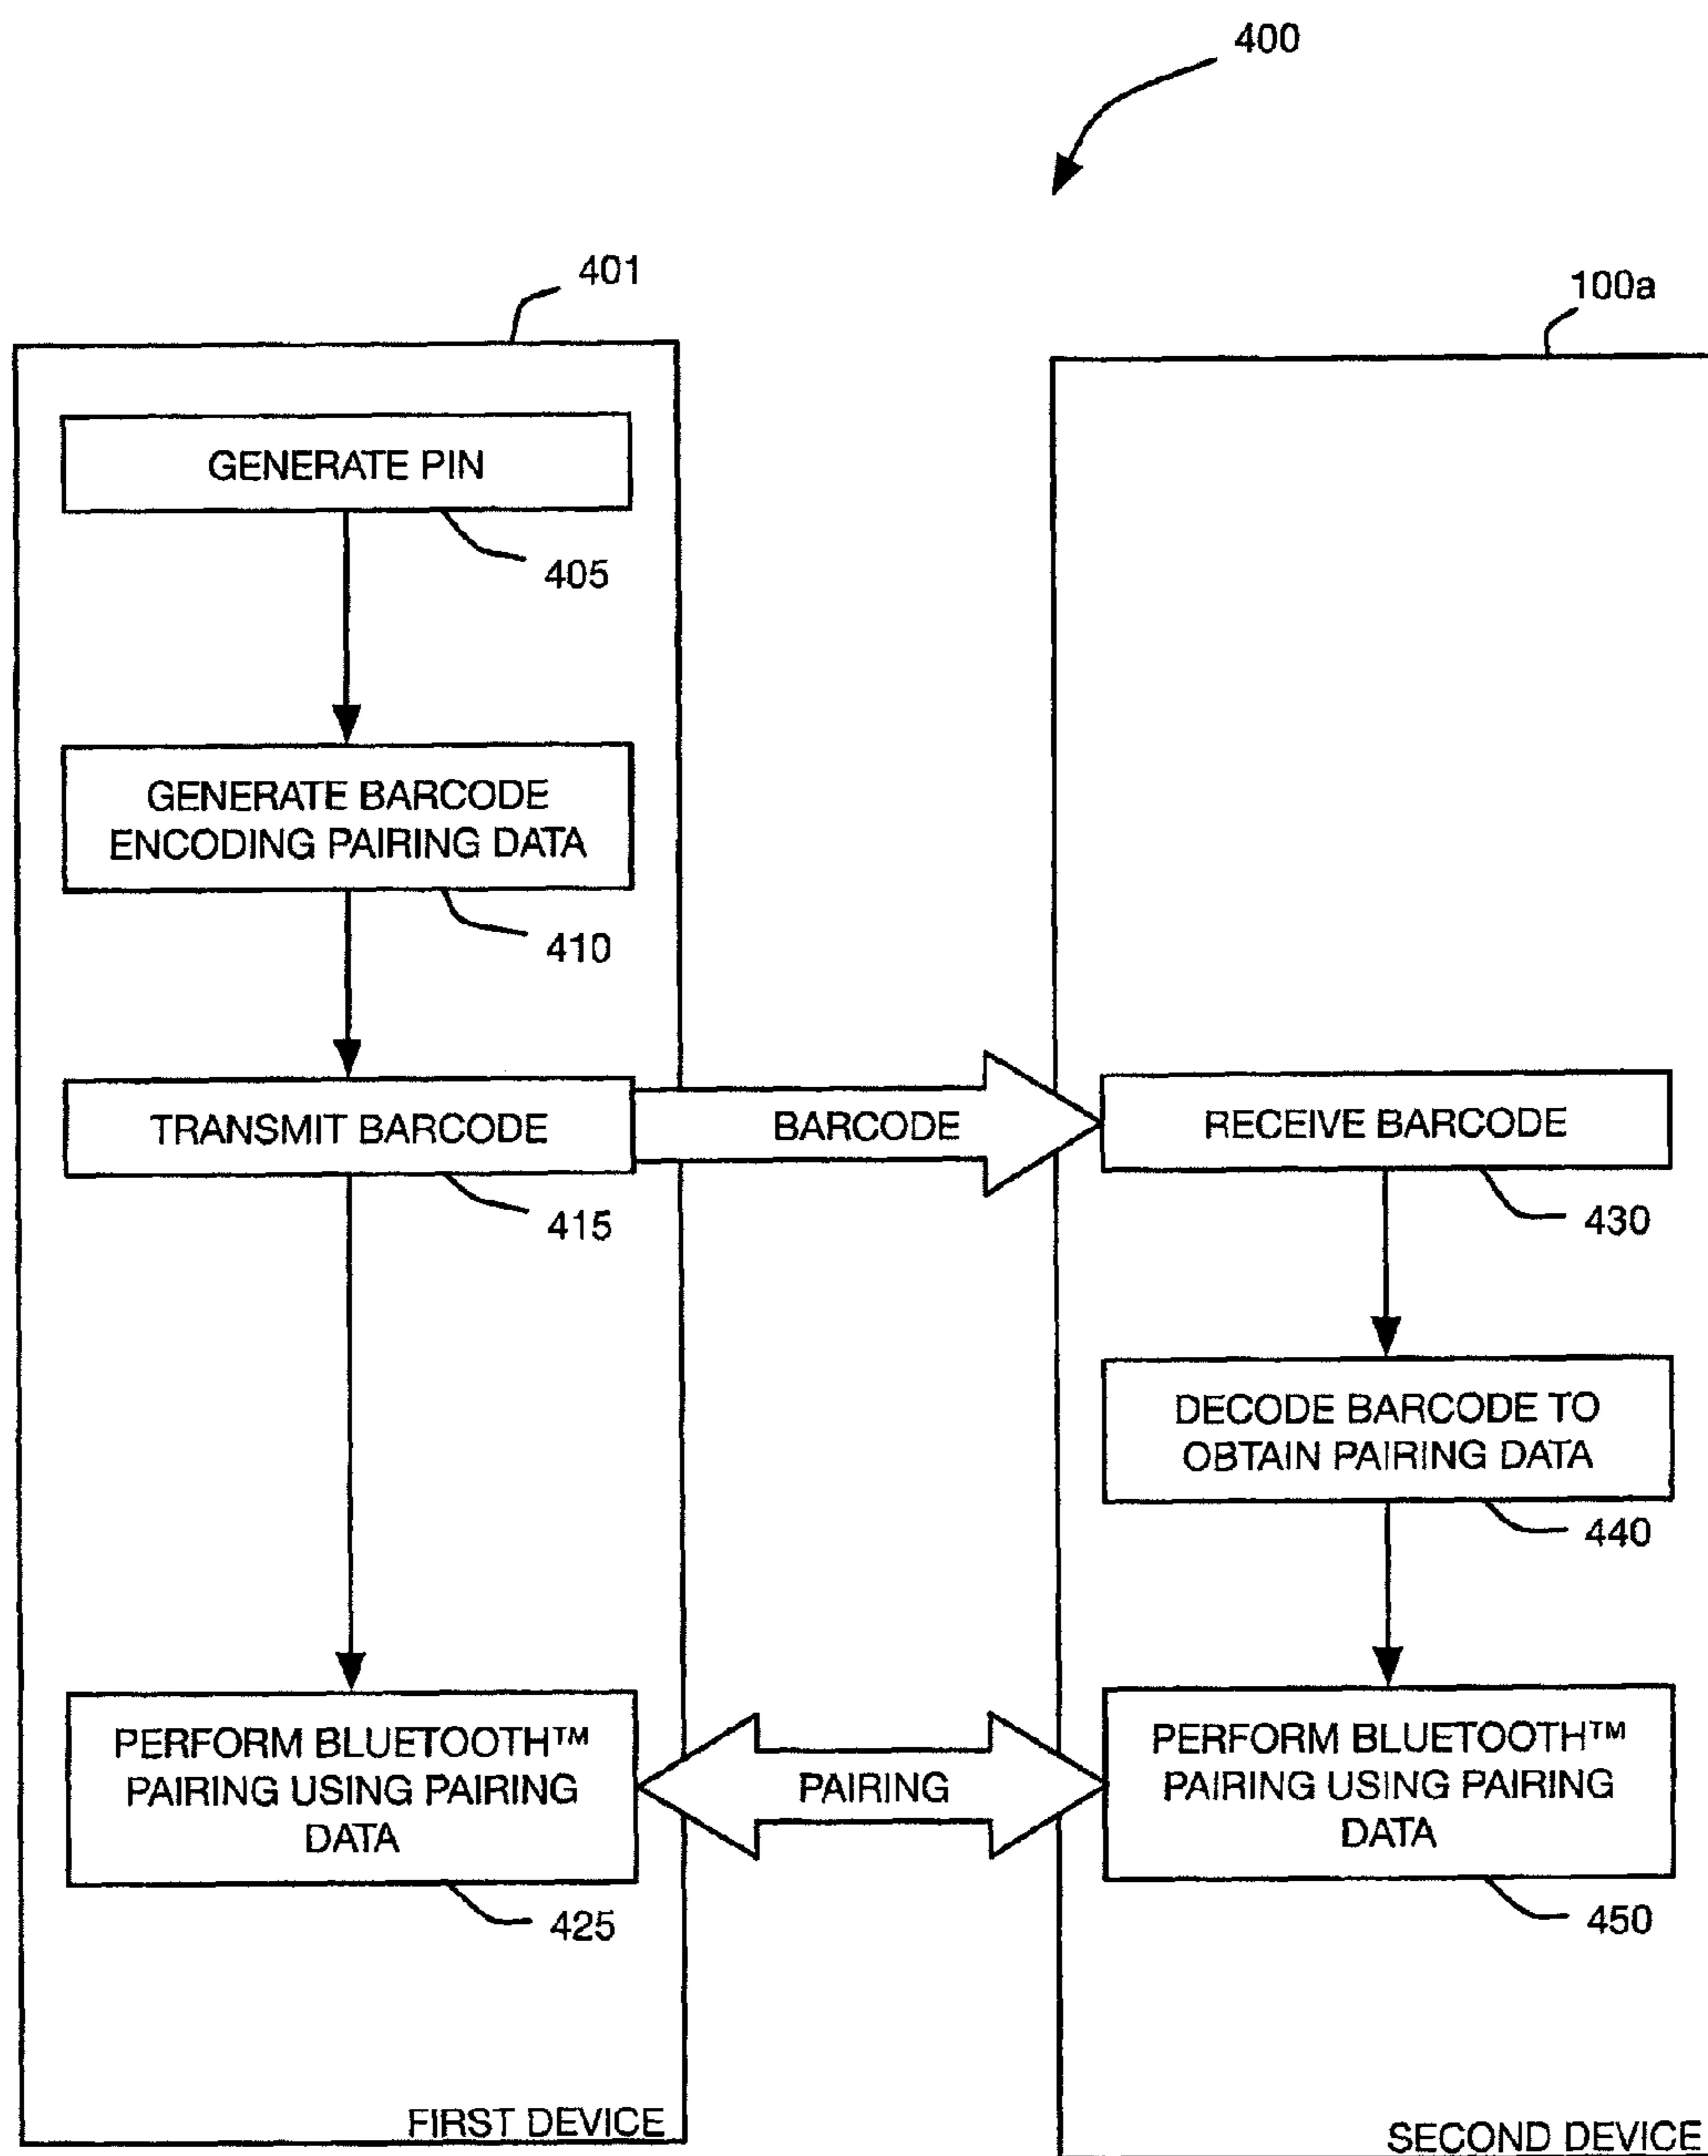 400
401
100a
GENERATE PIN
405
GENERATE BARCODE
ENCODING PAIRING DATA
410
TRANSMIT BARCODE
BARCODE
RECEIVE BARCODE
415
430
DECODE BARCODE TO
OBTAIN PAIRING DATA
440
PERFORM BLUETOOTH™
PAIRING USING PAIRING
DATA
PAIRING
PERFORM BLUETOOTH™
PAIRING USING PAIRING
DATA
425
450
FIRST DEVICE
SECOND DEVICE